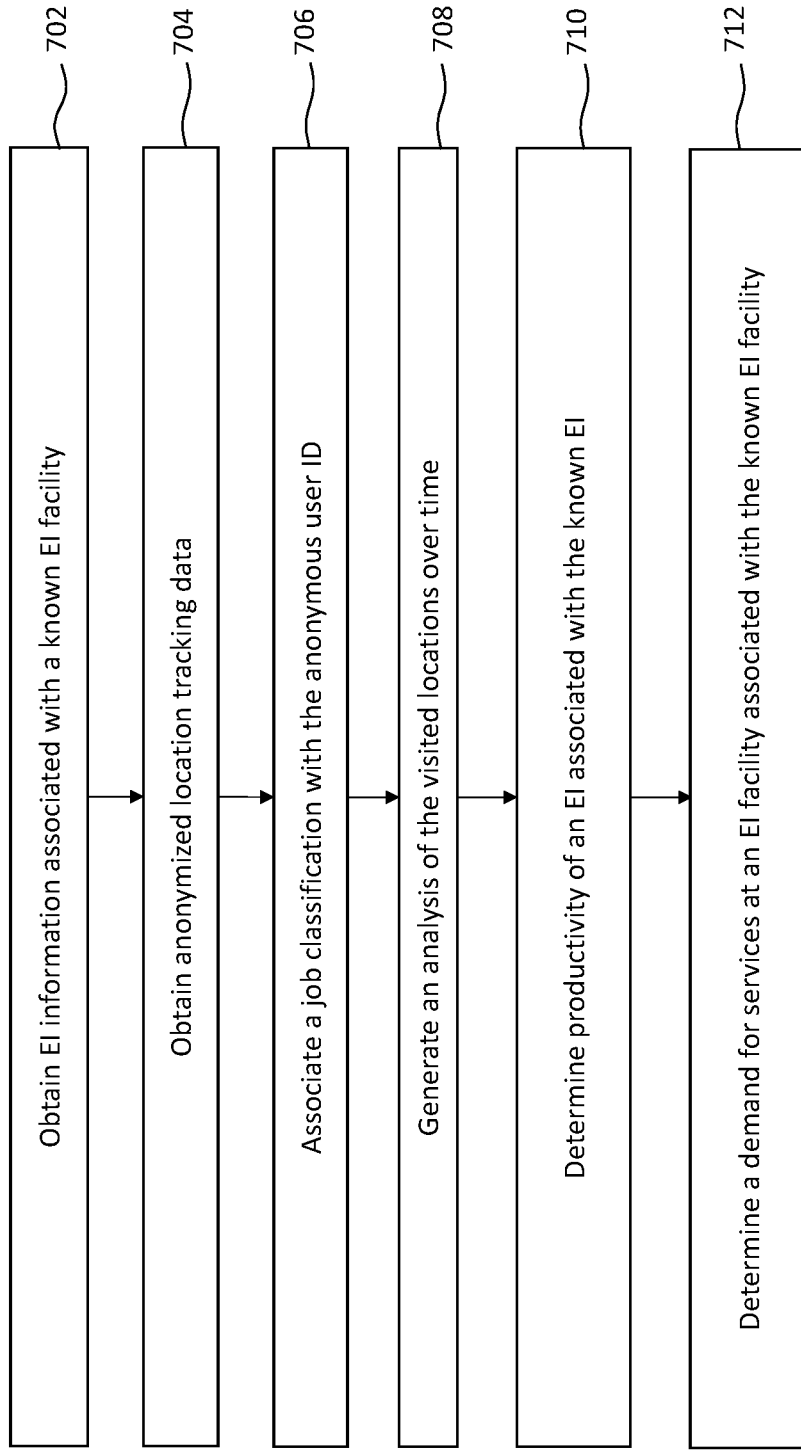 Obtain EI information associated with a known EI facility
702
Obtain anonymized location tracking data
704
Associate a job classification with the anonymous user ID
706
Generate an analysis of the visited locations over time
708
Determine productivity of an EI associated with the known EI
710
Determine a demand for services at an EI facility associated with the known EI facility
712